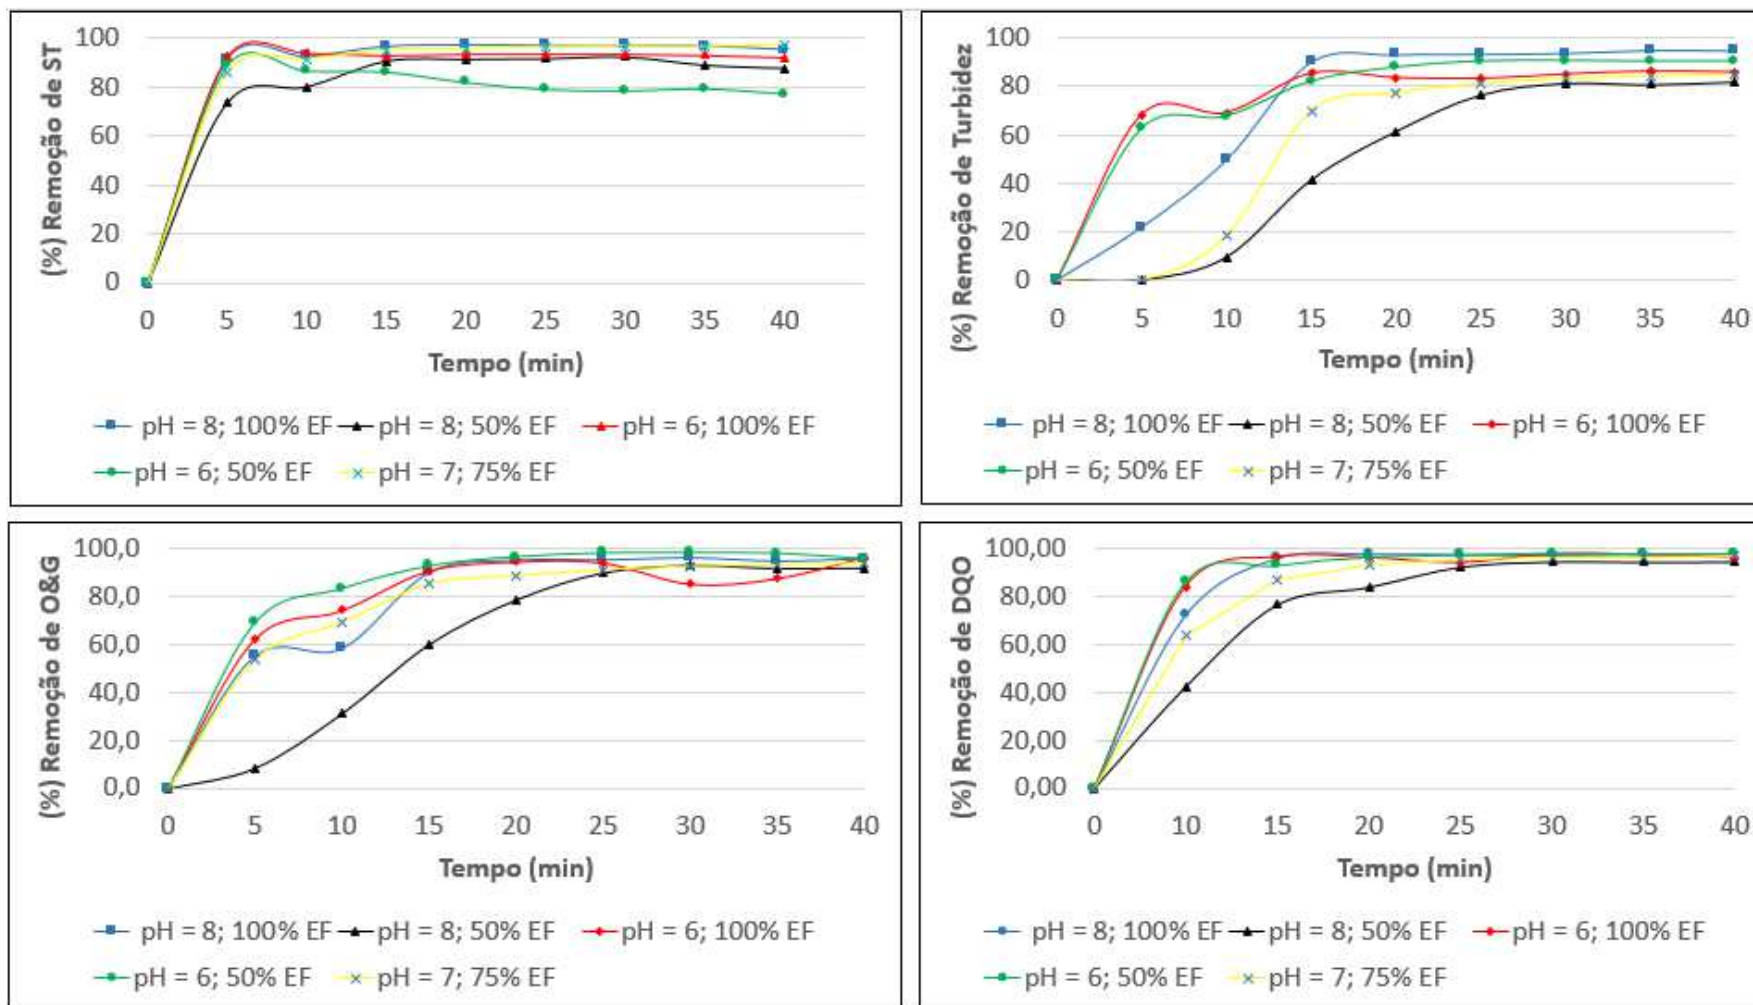 (%) Remoção de ST
100
80
60
40
20
0
0 5 10 15 20 25 30 35 40
Tempo (min)
pH = 8; 100% EF pH = 8; 50% EF pH = 6; 100% EF
pH = 6; 50% EF pH = 7; 75% EF
(%) Remoção de Turbidez
100
80
60
40
20
0
0 5 10 15 20 25 30 35 40
Tempo (min)
pH = 8; 100% EF pH = 8; 50% EF pH = 6; 100% EF
pH = 6; 50% EF pH = 7; 75% EF
(%) Remoção de O&G
100,0
80,0
60,0
40,0
20,0
0,0
0 5 10 15 20 25 30 35 40
Tempo (min)
pH = 8; 100% EF pH = 8; 50% EF pH = 6; 100% EF
pH = 6; 50% EF pH = 7; 75% EF
(%) Remoção de DQO
100,00
80,00
60,00
40,00
20,00
0,00
0 10 15 20 25 30 35 40
Tempo (min)
pH = 8; 100% EF pH = 8; 50% EF pH = 6; 100% EF
pH = 6; 50% EF pH = 7; 75% EF